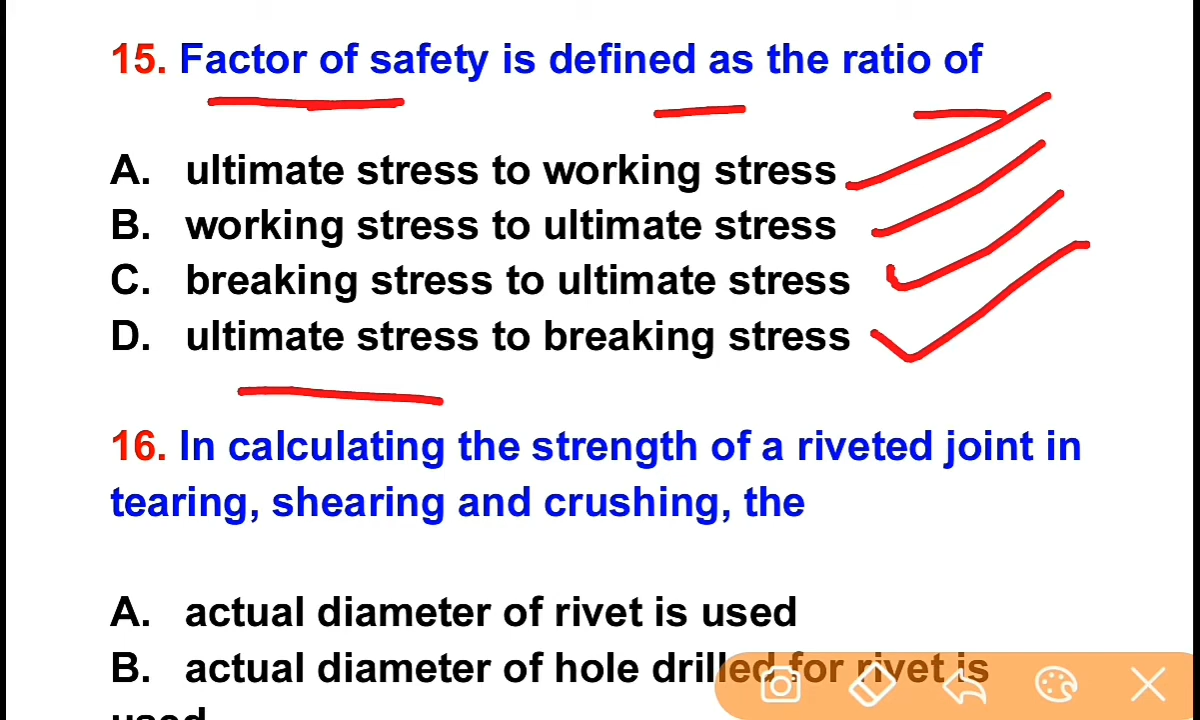 15. Factor of safety is defined as the ratio of
A. ultimate stress to working stress
B. working stress to ultimate stress
C. breaking stress to ultimate stress
D. ultimate stress to breaking stress
16. In calculating the strength of a riveted joint in
tearing, shearing and crushing, the
A. actual diameter of rivet is used
B. actual diameter of hole drilled for rivet is
used